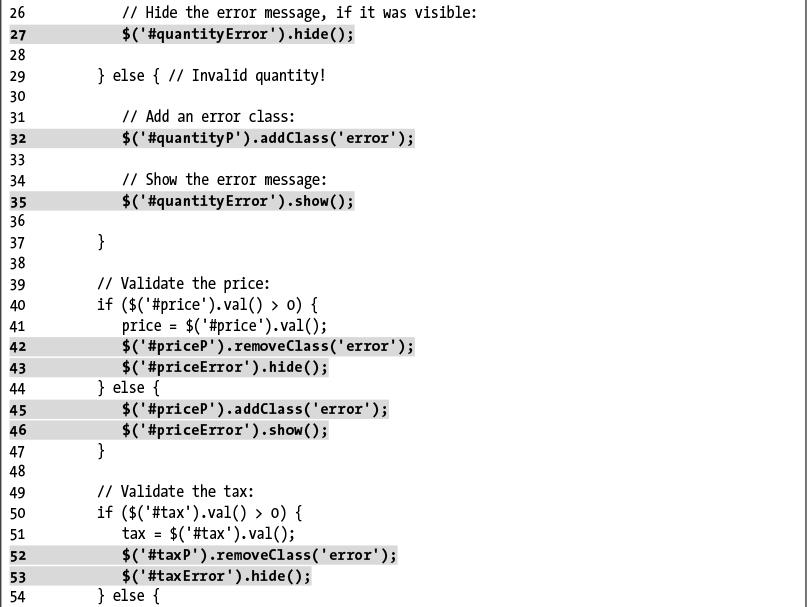 26 // Hide the error message, if it was visible:
27 $('#quantityError').hide();
28
29 } else { // Invalid quantity!
30
31 // Add an error class:
32 $('#quantityP').addClass('error');
33
34 // Show the error message:
35 $('#quantityError').show();
36
37 }
38
39 // Validate the price:
40 if ($('#price').val() > 0) {
41 price = $('#price').val();
42 $('#priceP').removeClass('error');
43 $('#priceError').hide();
44 } else {
45 $('#priceP').addClass('error');
46 $('#priceError').show();
47 }
48
49 // Validate the tax:
50 if ($('#tax').val() > 0) {
51 tax = $('#tax').val();
52 $('#taxP').removeClass('error');
53 $('#taxError').hide();
54 } else {